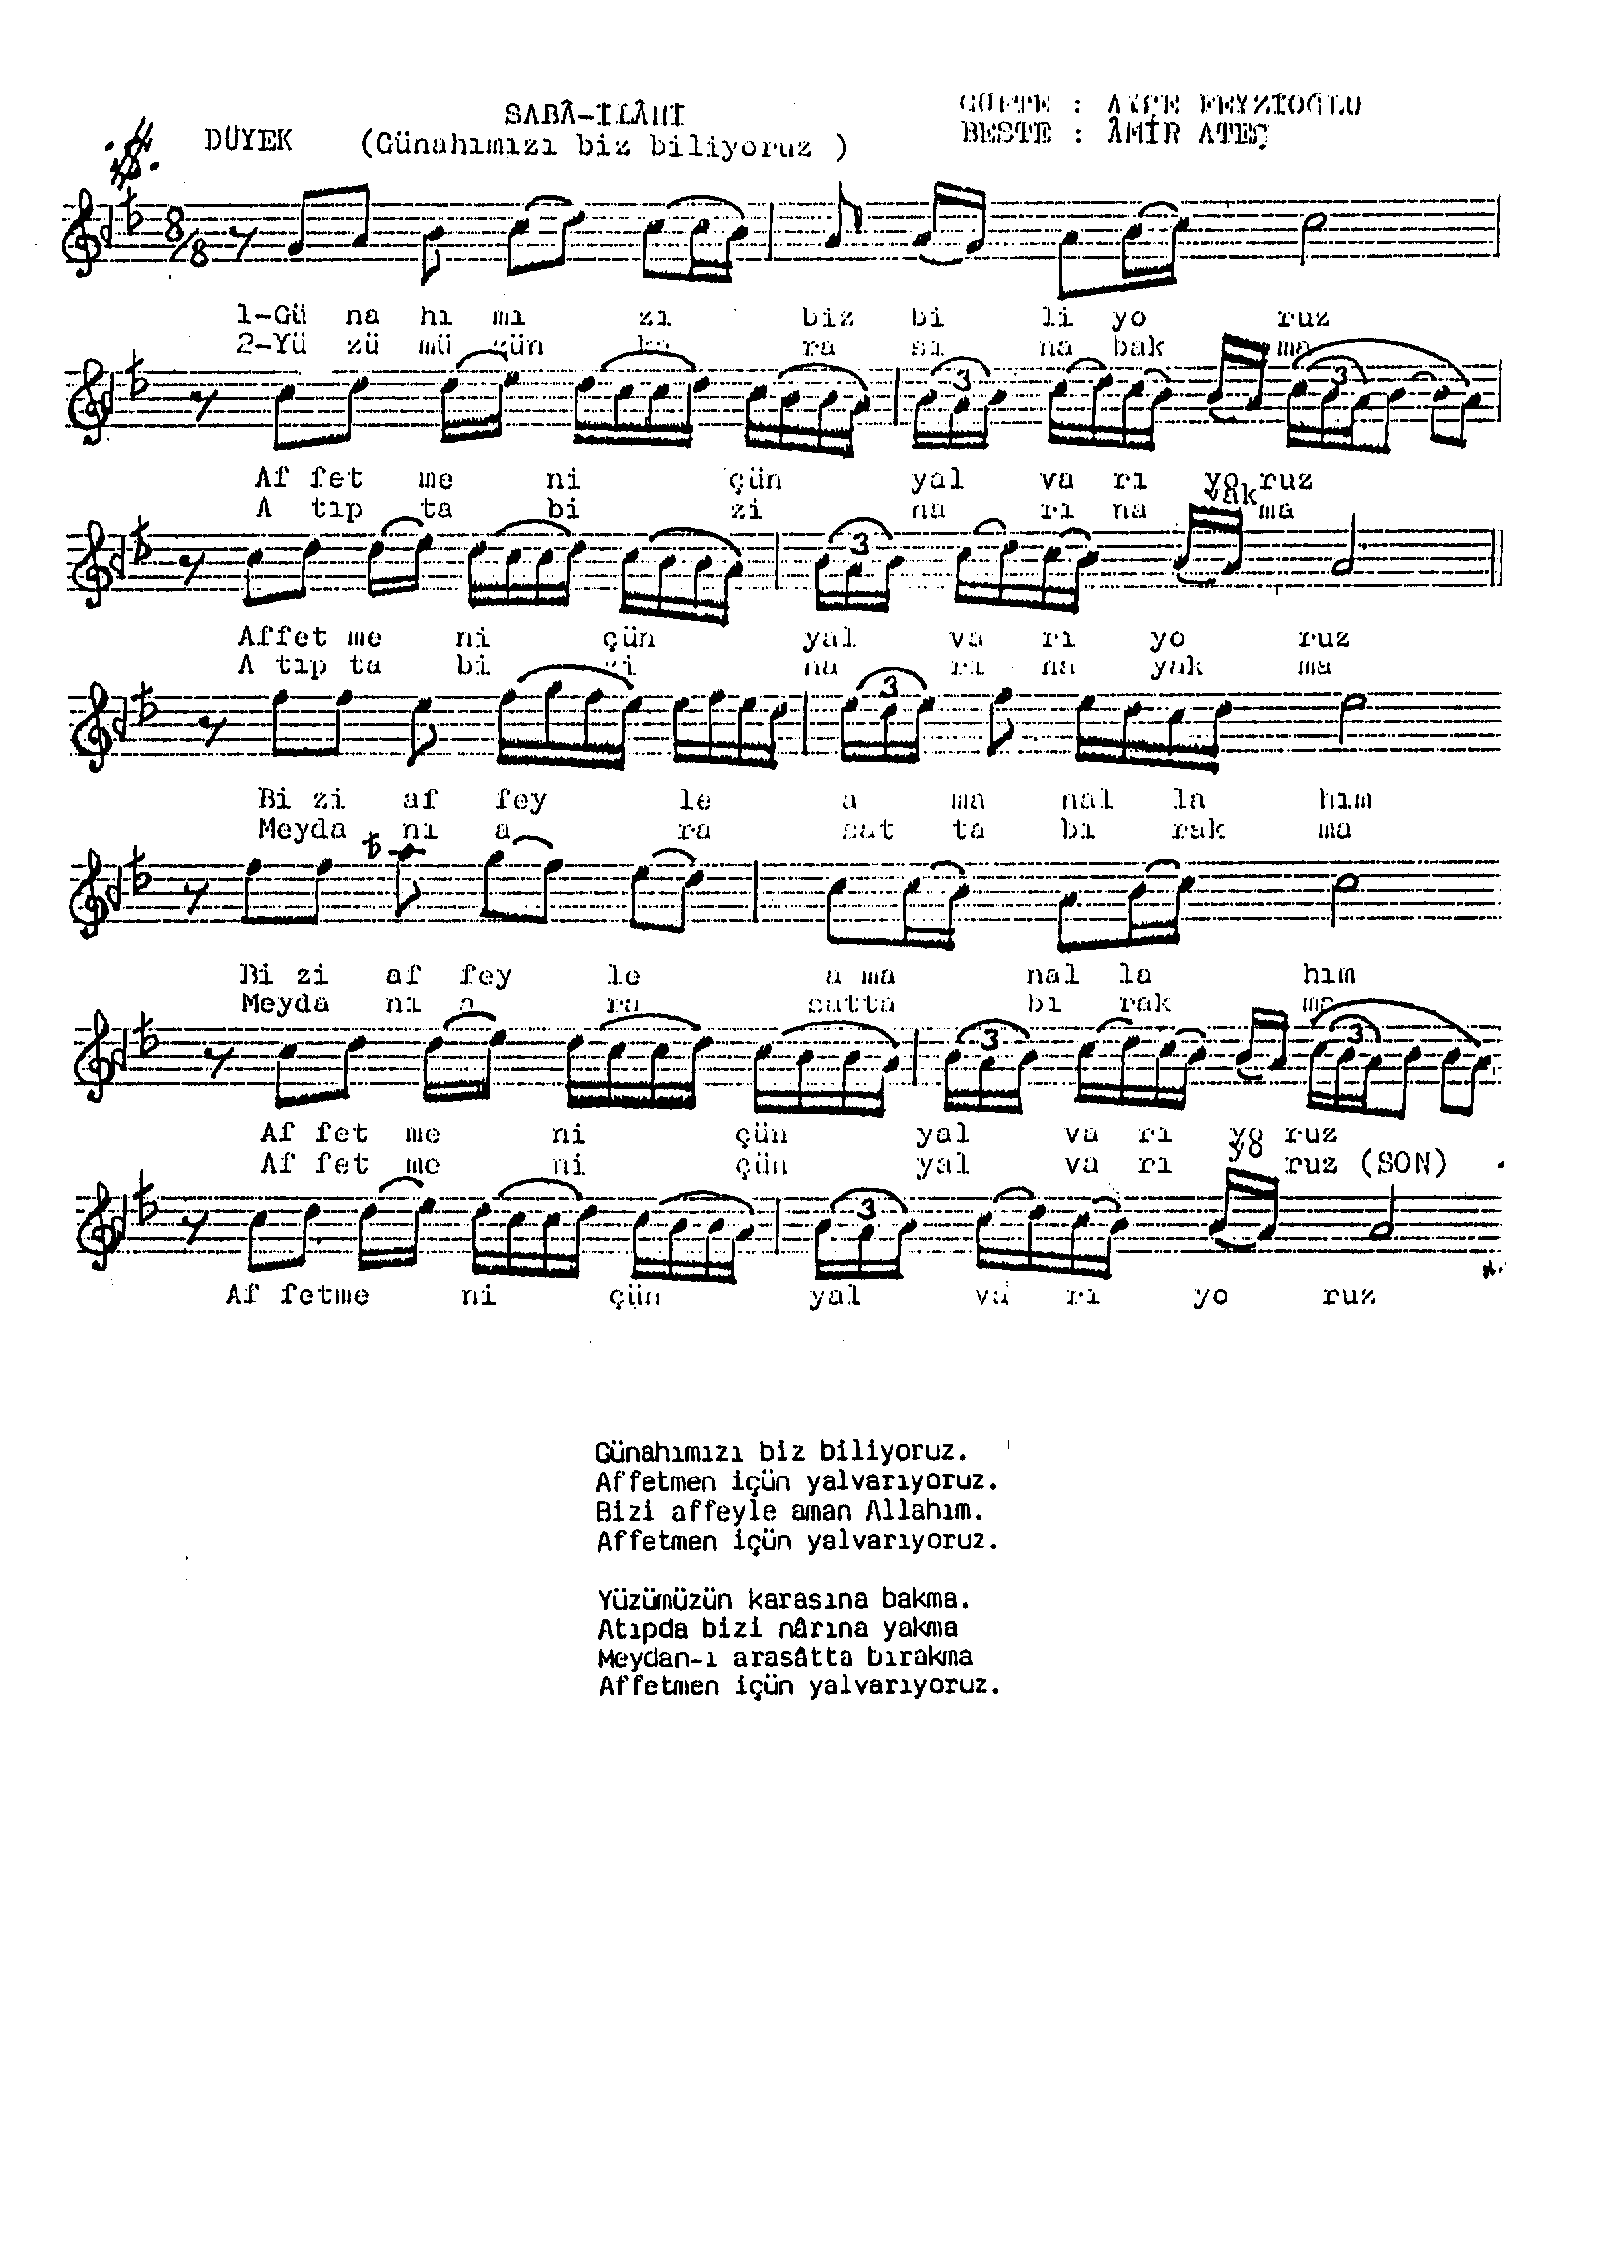 SABÂ-İLÂHİ
GÜFTE : AYŞE FEYZİOĞLU
DÜYEK (Günahımızı biz biliyoruz )
BESTE : ÂMİR ATEŞ
8/8
1-Gü na hı mı zı biz bi li yo ruz
2-Yü zü mü zün ka ra sı na bak ma
3 3
Af fet me ni çün yal va rı yo ruz
A tıp ta bi zi na rı na yak ma
3
Affet me ni çün yal va rı yo ruz
A tıp ta bi zi na rı na yak ma
3
Bi zi af fey le a ma nal la hım
Meyda nı a ra sat ta bı rak ma
Bi zi af fey le a ma nal la hım
Meyda nı a ra satta bı rak ma
3 3
Af fet me ni çün yal va rı yo ruz
Af fet me ni çün yal va rı yo ruz (SON)
3
Af fetme ni çün yal va rı yo ruz
Günahımızı biz biliyoruz.
Affetmen içün yalvarıyoruz.
Bizi affeyle aman Allahım.
Affetmen içün yalvarıyoruz.
Yüzümüzün karasına bakma.
Atıpda bizi nârına yakma
Meydan-ı arasâtta bırakma
Affetmen içün yalvarıyoruz.